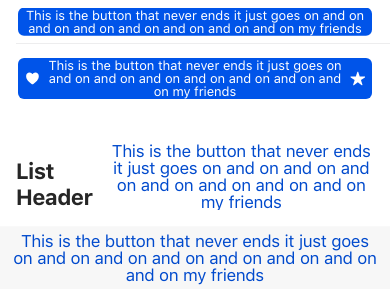 This is the button that never ends it just goes on and on
and on and on and on and on and on and on my friends
This is the button that never ends it just goes on
and on and on and on and on and on and on and on and
on my friends
List
Header
This is the button that never ends
it just goes on and on and on and
on and on and on and on and on and on
my friends
This is the button that never ends it just goes
on and on and on and on and on and on and on
and on my friends